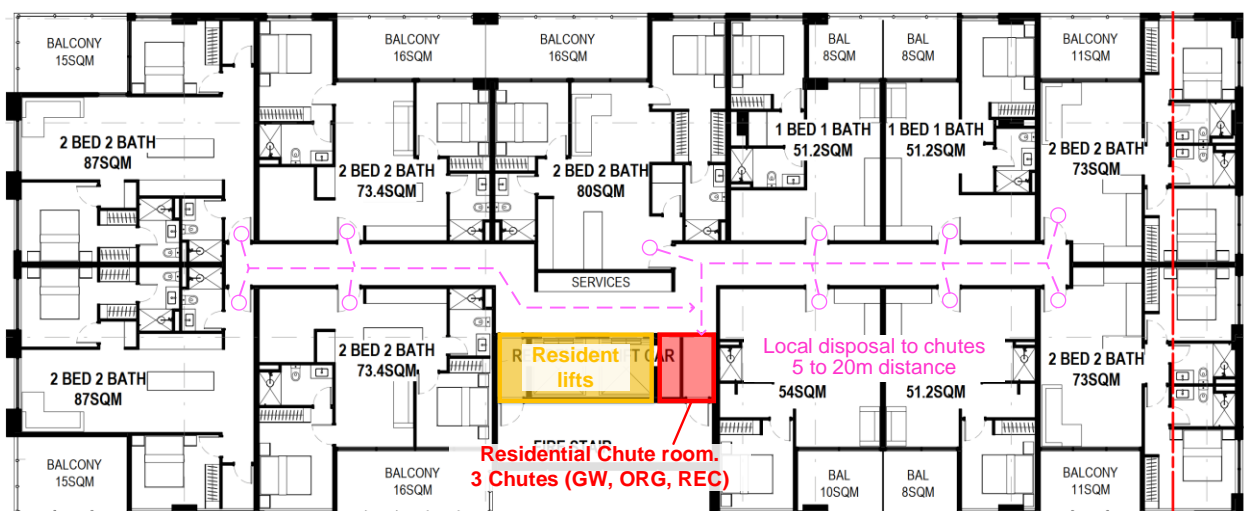 BALCONY
15SQM
BALCONY
16SQM
BALCONY
16SQM
BAL
8SQM
BAL
8SQM
BALCONY
11SQM
2 BED 2 BATH
87SQM
2 BED 2 BATH
73.4SQM
2 BED 2 BATH
80SQM
1 BED 1 BATH
51.2SQM
1 BED 1 BATH
51.2SQM
2 BED 2 BATH
73SQM
SERVICES
2 BED 2 BATH
87SQM
2 BED 2 BATH
73.4SQM
Resident
lifts
CAR
Local disposal to chutes
5 to 20m distance
54SQM
51.2SQM
2 BED 2 BATH
73SQM
FIRE STAIR
Residential Chute room.
3 Chutes (GW, ORG, REC)
BALCONY
15SQM
BALCONY
16SQM
BAL
10SQM
BAL
8SQM
BALCONY
11SQM